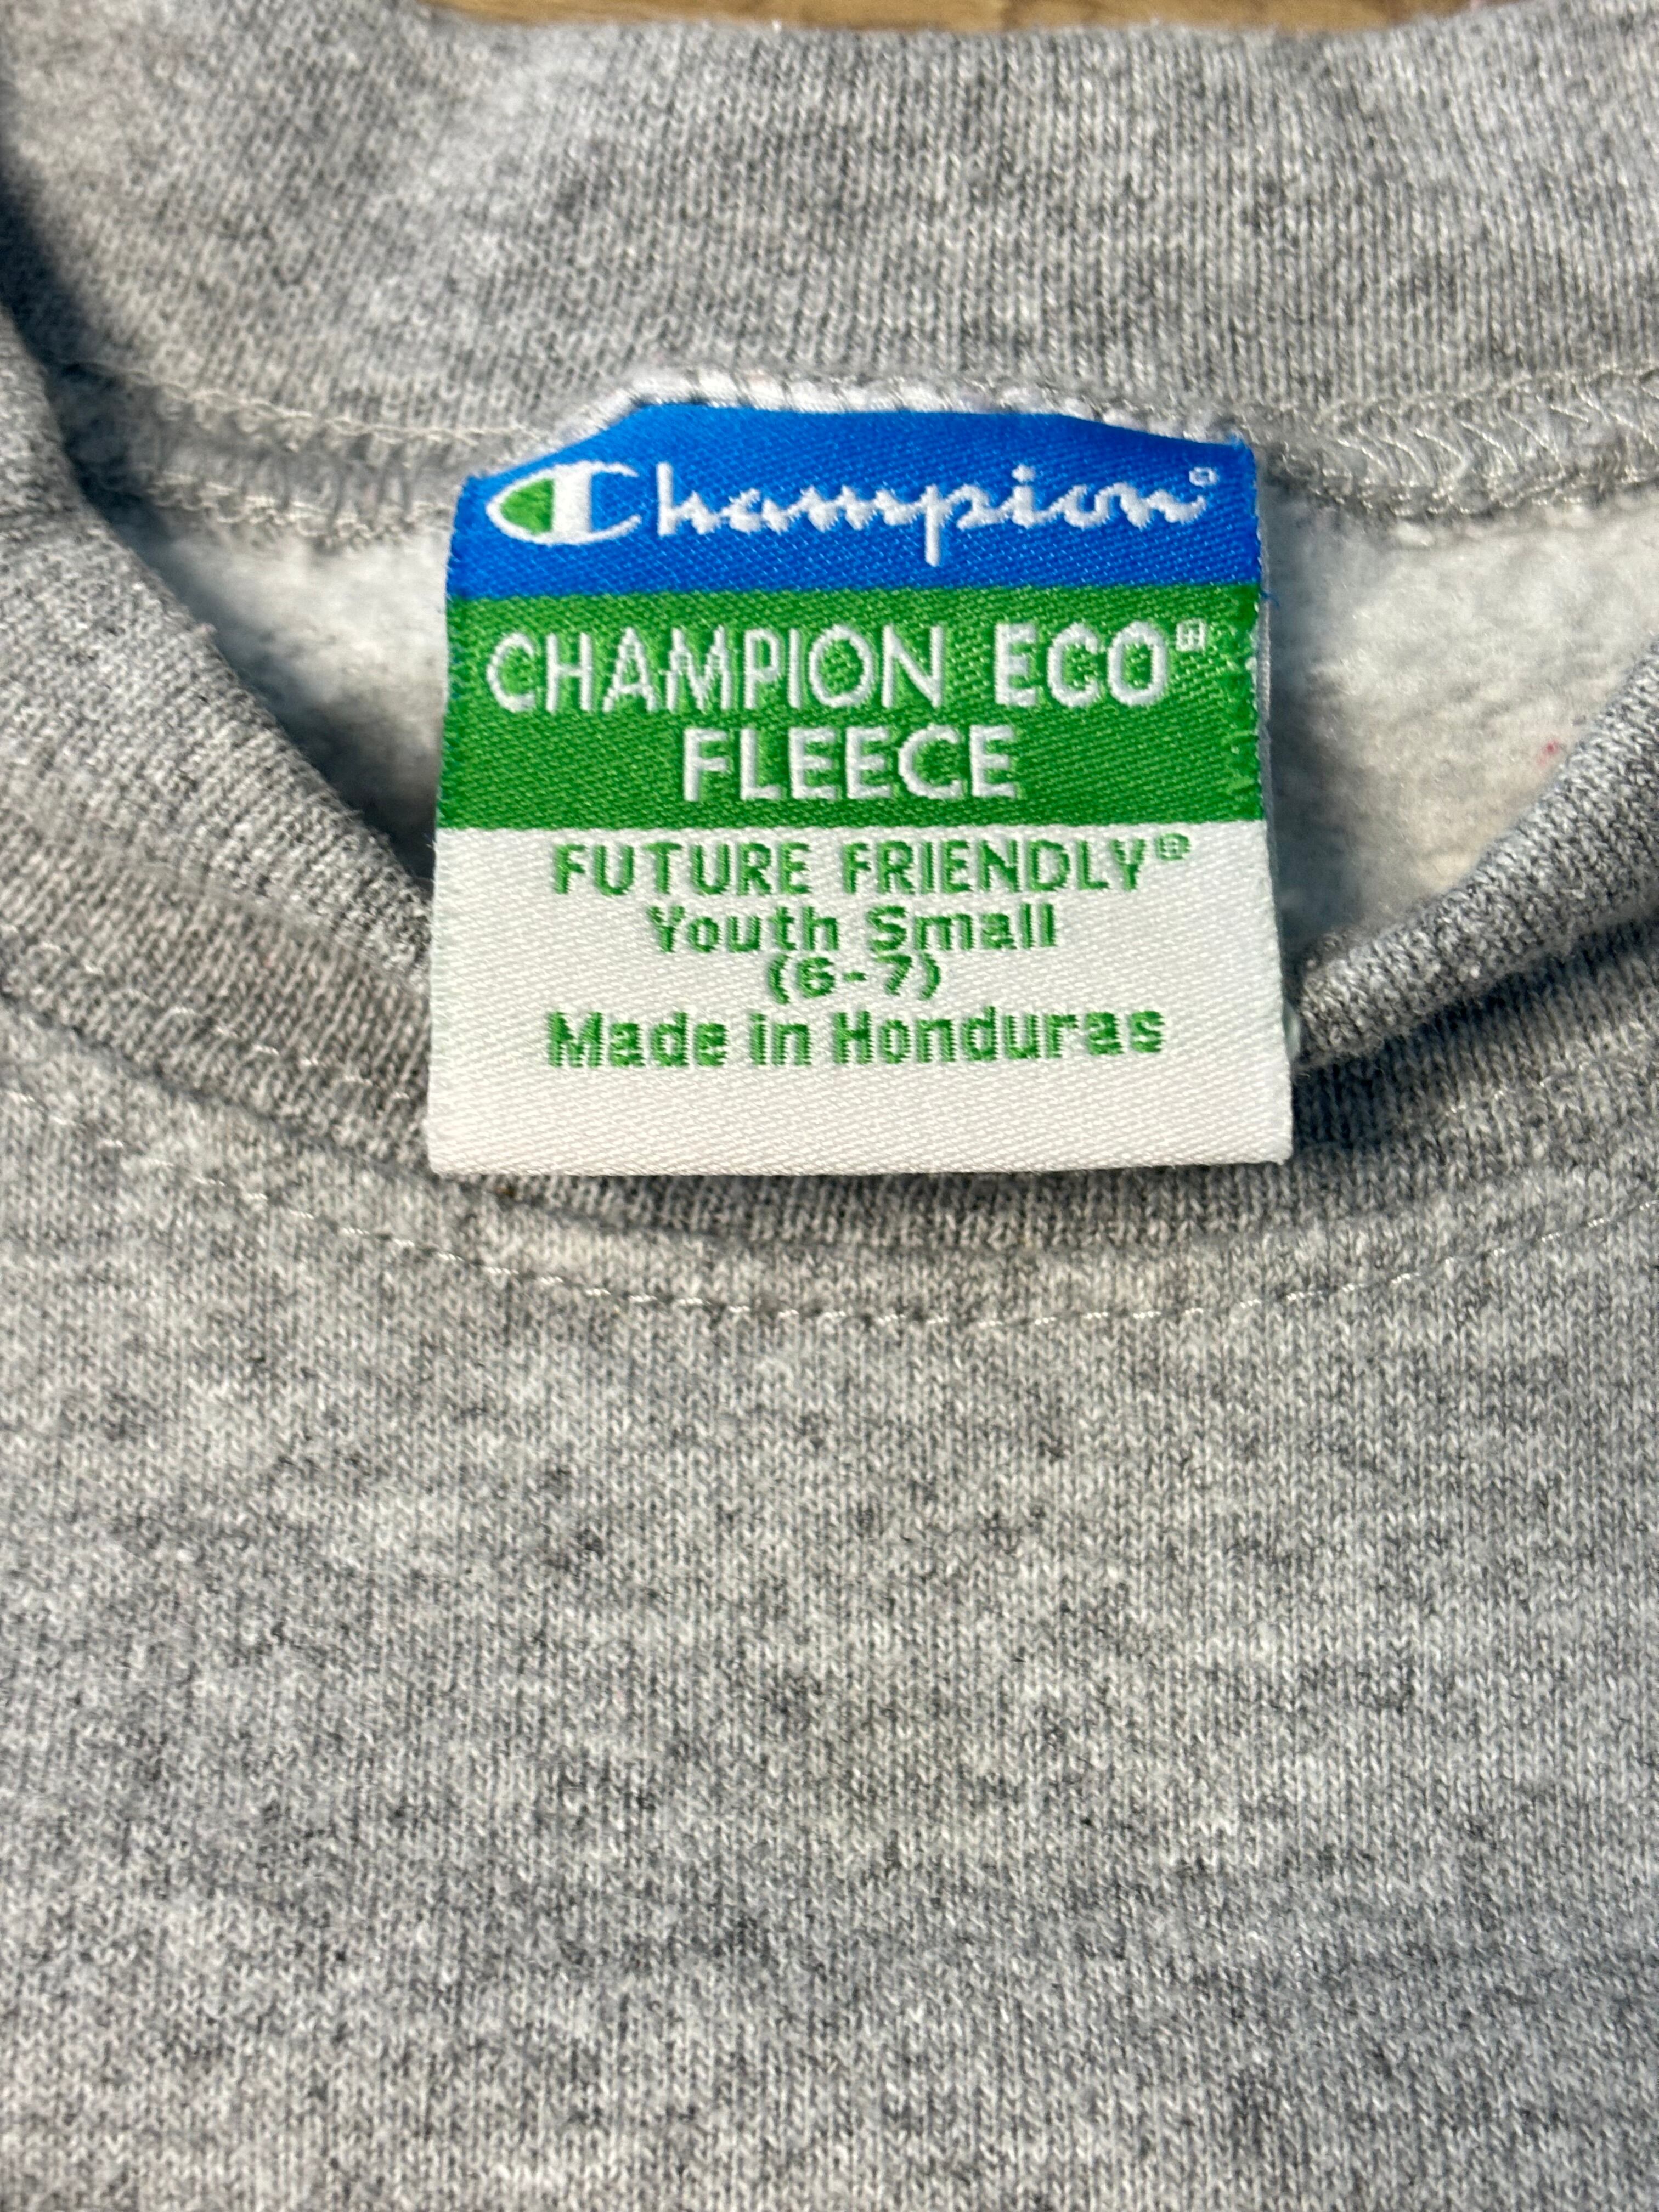 Champion®
CHAMPION ECO®
FLEECE
FUTURE FRIENDLY®
Youth Small
(6-7)
Made in Honduras